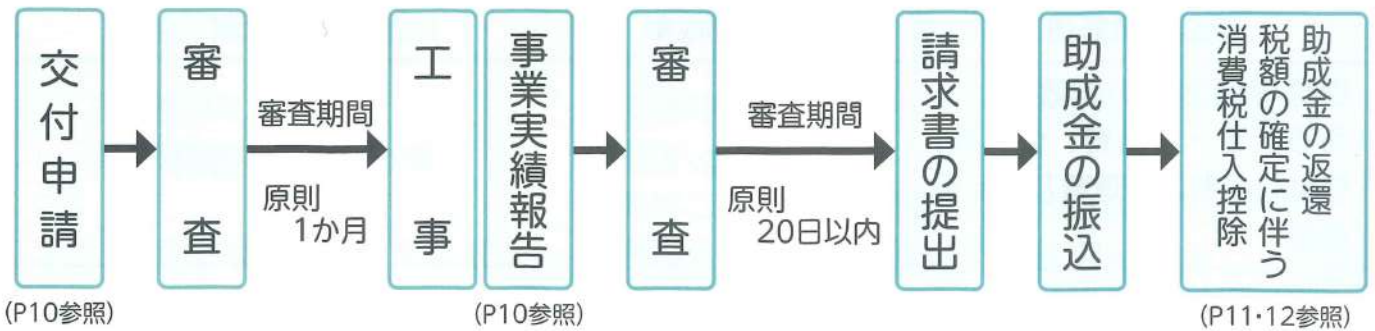 交付申請
(P10参照)
審査
審査期間
原則
1か月
工事
事業実績報告
(P10参照)
審査
審査期間
原則
20日以内
請求書の提出
助成金の振込
消費税仕入控除
税額の確定に伴う
助成金の返還
(P11・12参照)